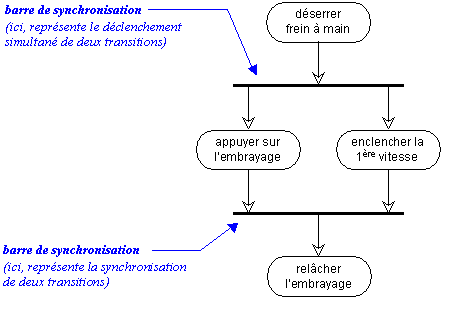 barre de synchronisation
(ici, représente le déclenchement
simultané de deux transitions)
déserrer
frein à main
appuyer sur
l'embrayage
enclencher la
1ère vitesse
barre de synchronisation
(ici, représente la synchronisation
de deux transitions)
relâcher
l'embrayage